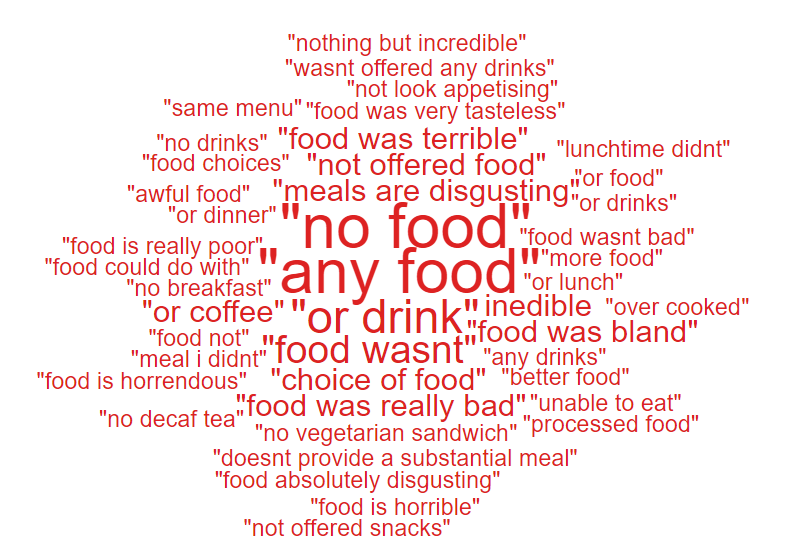 "nothing but incredible"
"wasnt offered any drinks"
"not look appetising"
"same menu" "food was very tasteless"
"no drinks" "food was terrible" "lunchtime didnt"
"food choices" "not offered food" "or food"
"awful food" "meals are disgusting" "or drinks"
"or dinner" "no food" "food wasnt bad"
"food is really poor" "more food"
"food could do with" "any food" "or lunch"
"no breakfast" inedible "over cooked"
"or coffee" "or drink" "food was bland"
"food not" "food wasnt" "any drinks"
"meal i didnt"
"food is horrendous" "choice of food" "better food"
"food was really bad" "unable to eat"
"no decaf tea" "processed food"
"no vegetarian sandwich"
"doesnt provide a substantial meal"
"food absolutely disgusting"
"food is horrible"
"not offered snacks"